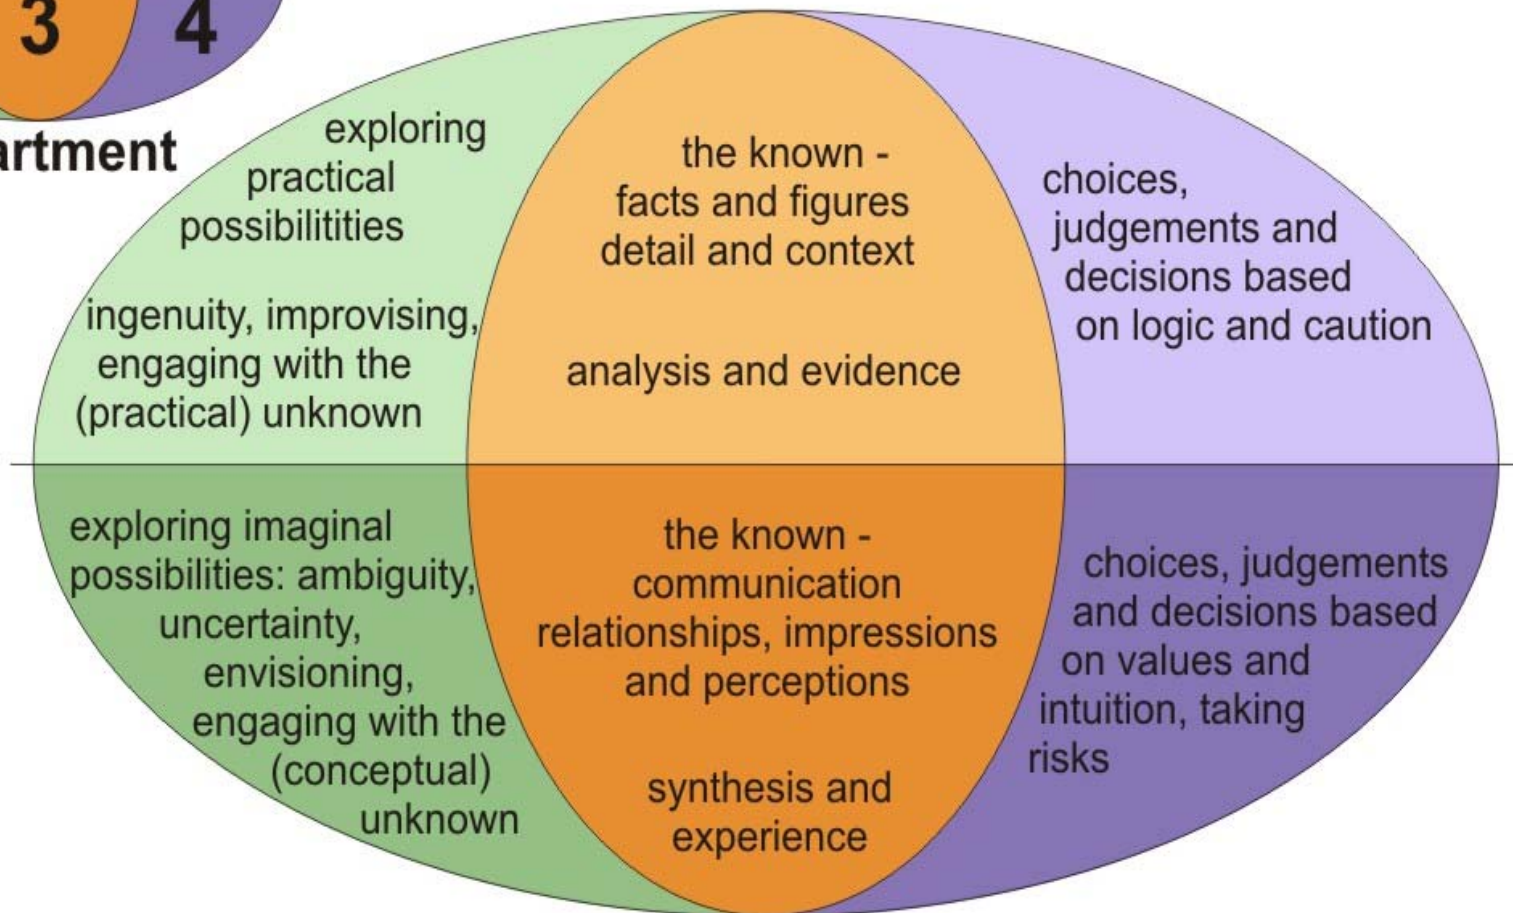 3 4
artment
exploring
practical
possibilitities
ingenuity, improvising,
engaging with the
(practical) unknown
the known -
facts and figures
detail and context
analysis and evidence
choices,
judgements and
decisions based
on logic and caution
exploring imaginal
possibilities: ambiguity,
uncertainty,
envisioning,
engaging with the
(conceptual)
unknown
the known -
communication
relationships, impressions
and perceptions
synthesis and
experience
choices, judgements
and decisions based
on values and
intuition, taking
risks